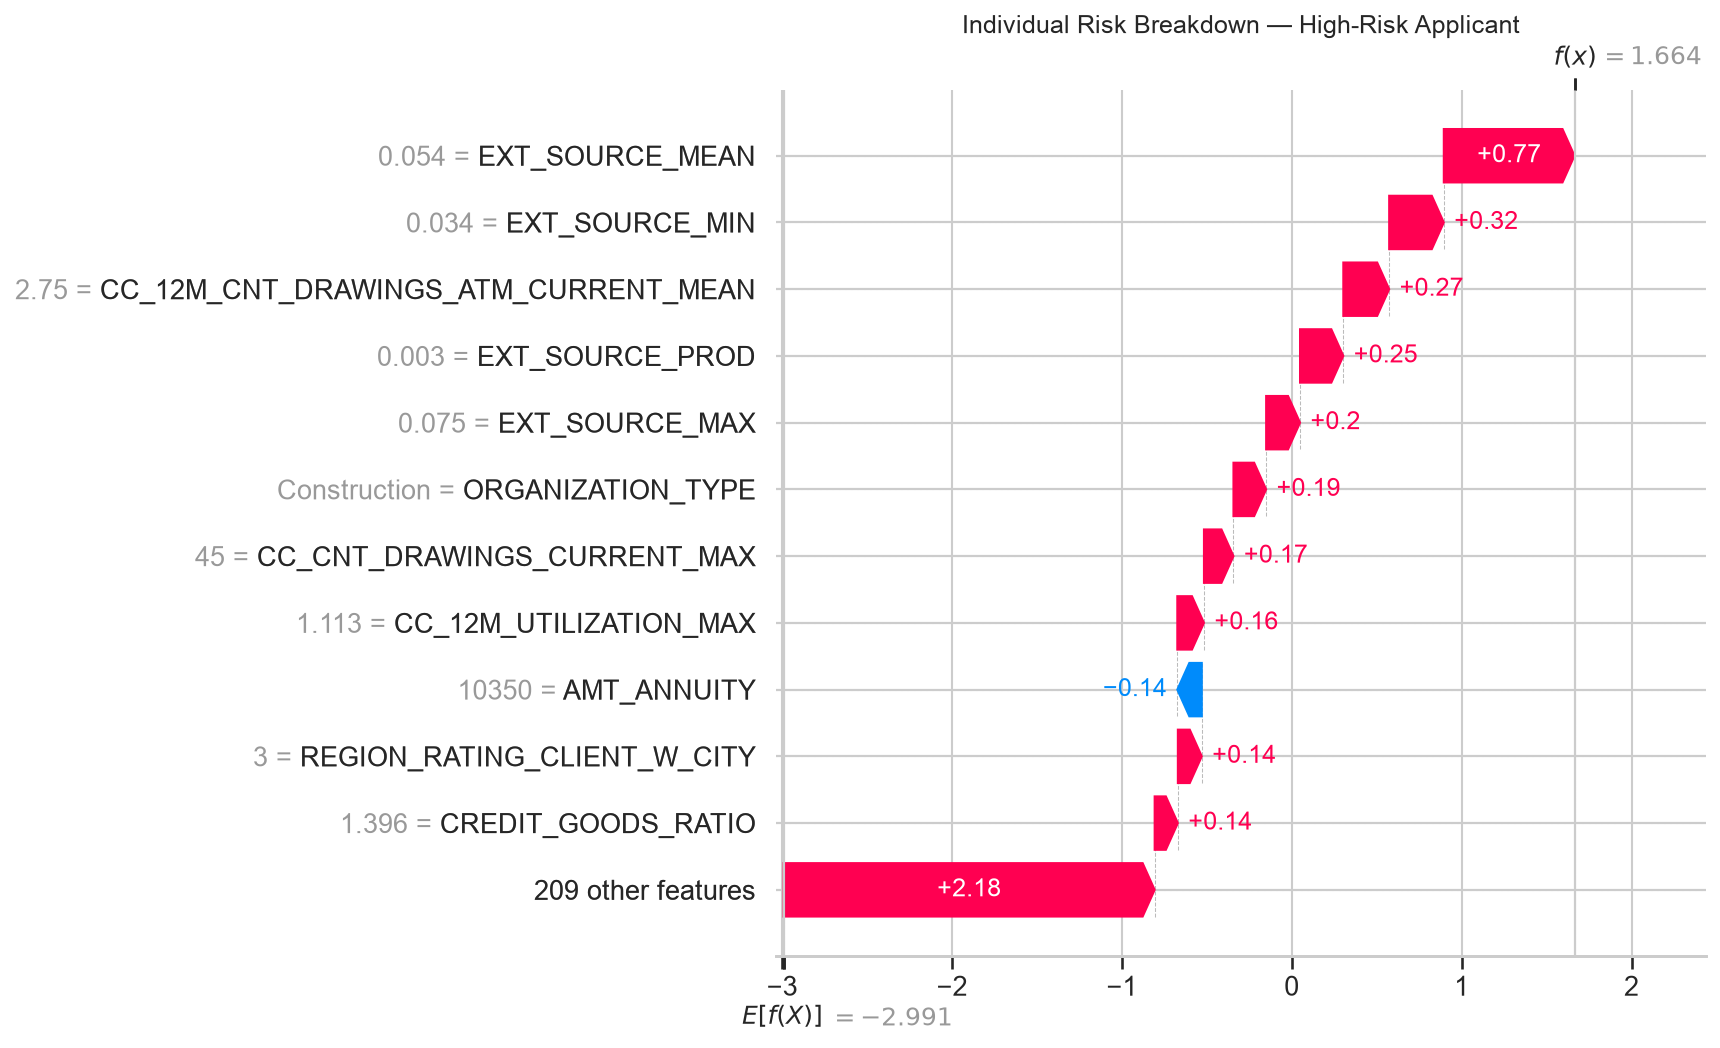 Individual Risk Breakdown — High-Risk Applicant
f(x) = 1.664
0.054 = EXT_SOURCE_MEAN +0.77
0.034 = EXT_SOURCE_MIN +0.32
2.75 = CC_12M_CNT_DRAWINGS_ATM_CURRENT_MEAN +0.27
0.003 = EXT_SOURCE_PROD +0.25
0.075 = EXT_SOURCE_MAX +0.2
Construction = ORGANIZATION_TYPE +0.19
45 = CC_CNT_DRAWINGS_CURRENT_MAX +0.17
1.113 = CC_12M_UTILIZATION_MAX +0.16
10350 = AMT_ANNUITY −0.14
3 = REGION_RATING_CLIENT_W_CITY +0.14
1.396 = CREDIT_GOODS_RATIO +0.14
209 other features +2.18
−3 −2 −1 0 1 2
E[f(X)] = −2.991